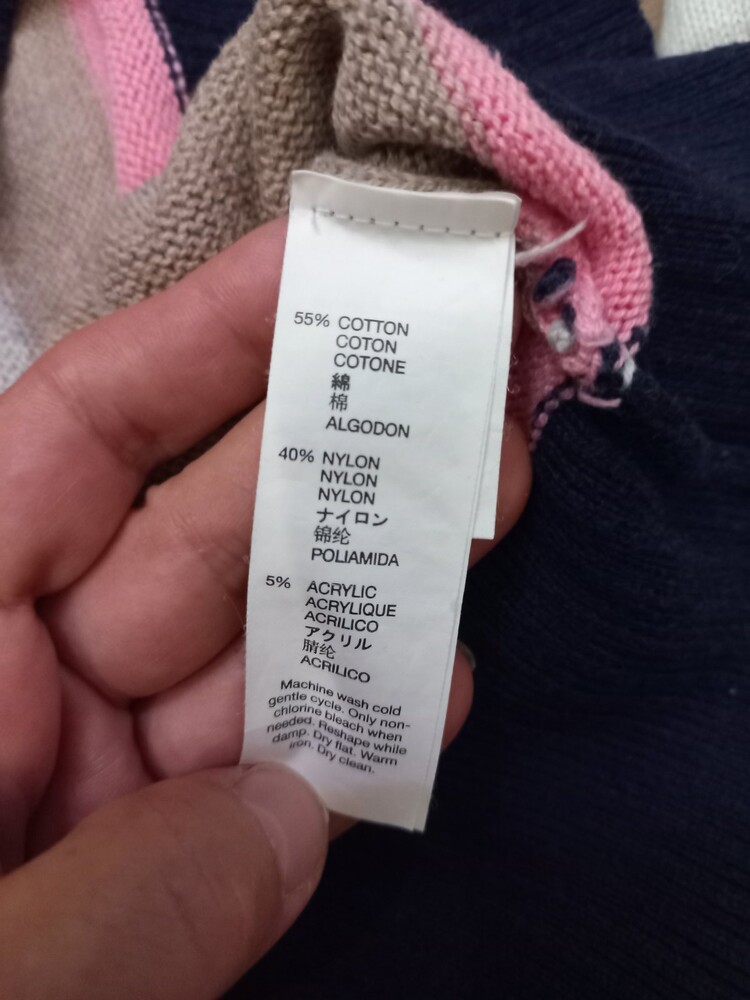 55% COTTON
COTON
COTONE
綿
棉
ALGODON
40% NYLON
NYLON
NYLON
ナイロン
锦纶
POLIAMIDA
5% ACRYLIC
ACRYLIQUE
ACRILICO
アクリル
腈纶
ACRILICO
Machine wash cold
gentle cycle. Only non-
chlorine bleach when
needed. Reshape while
damp. Dry flat. Warm
iron. Dry clean.